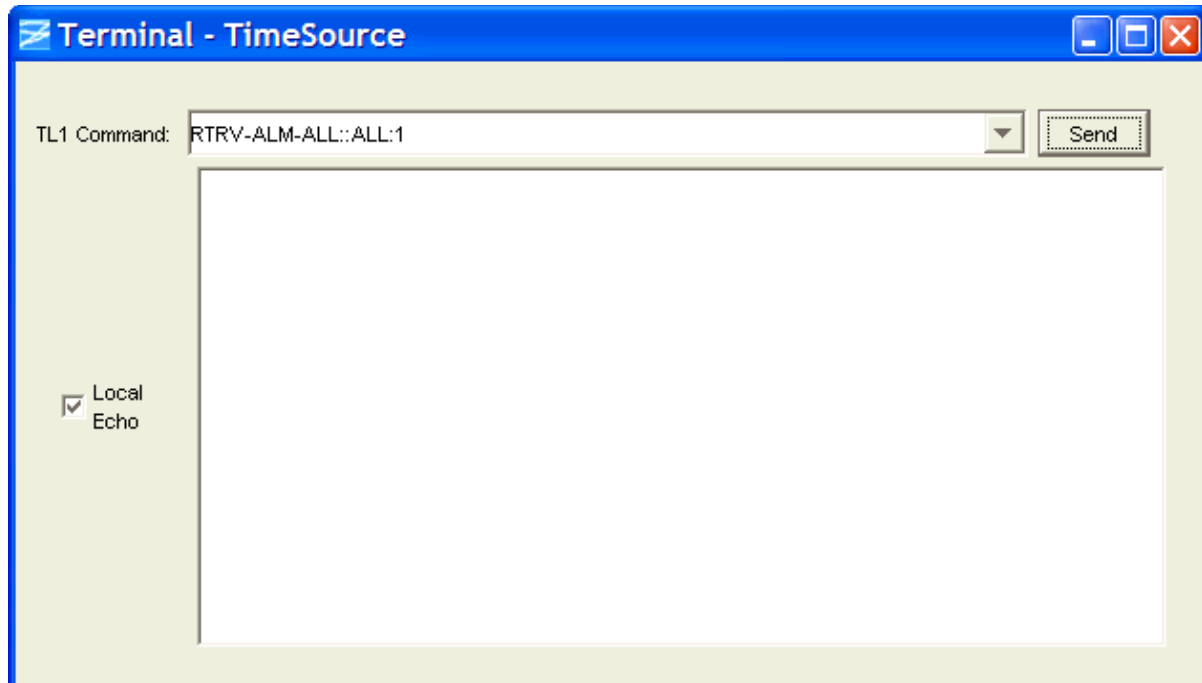 Terminal - TimeSource
TL1 Command: RTRV-ALM-ALL::ALL:1 Send
Local
Echo